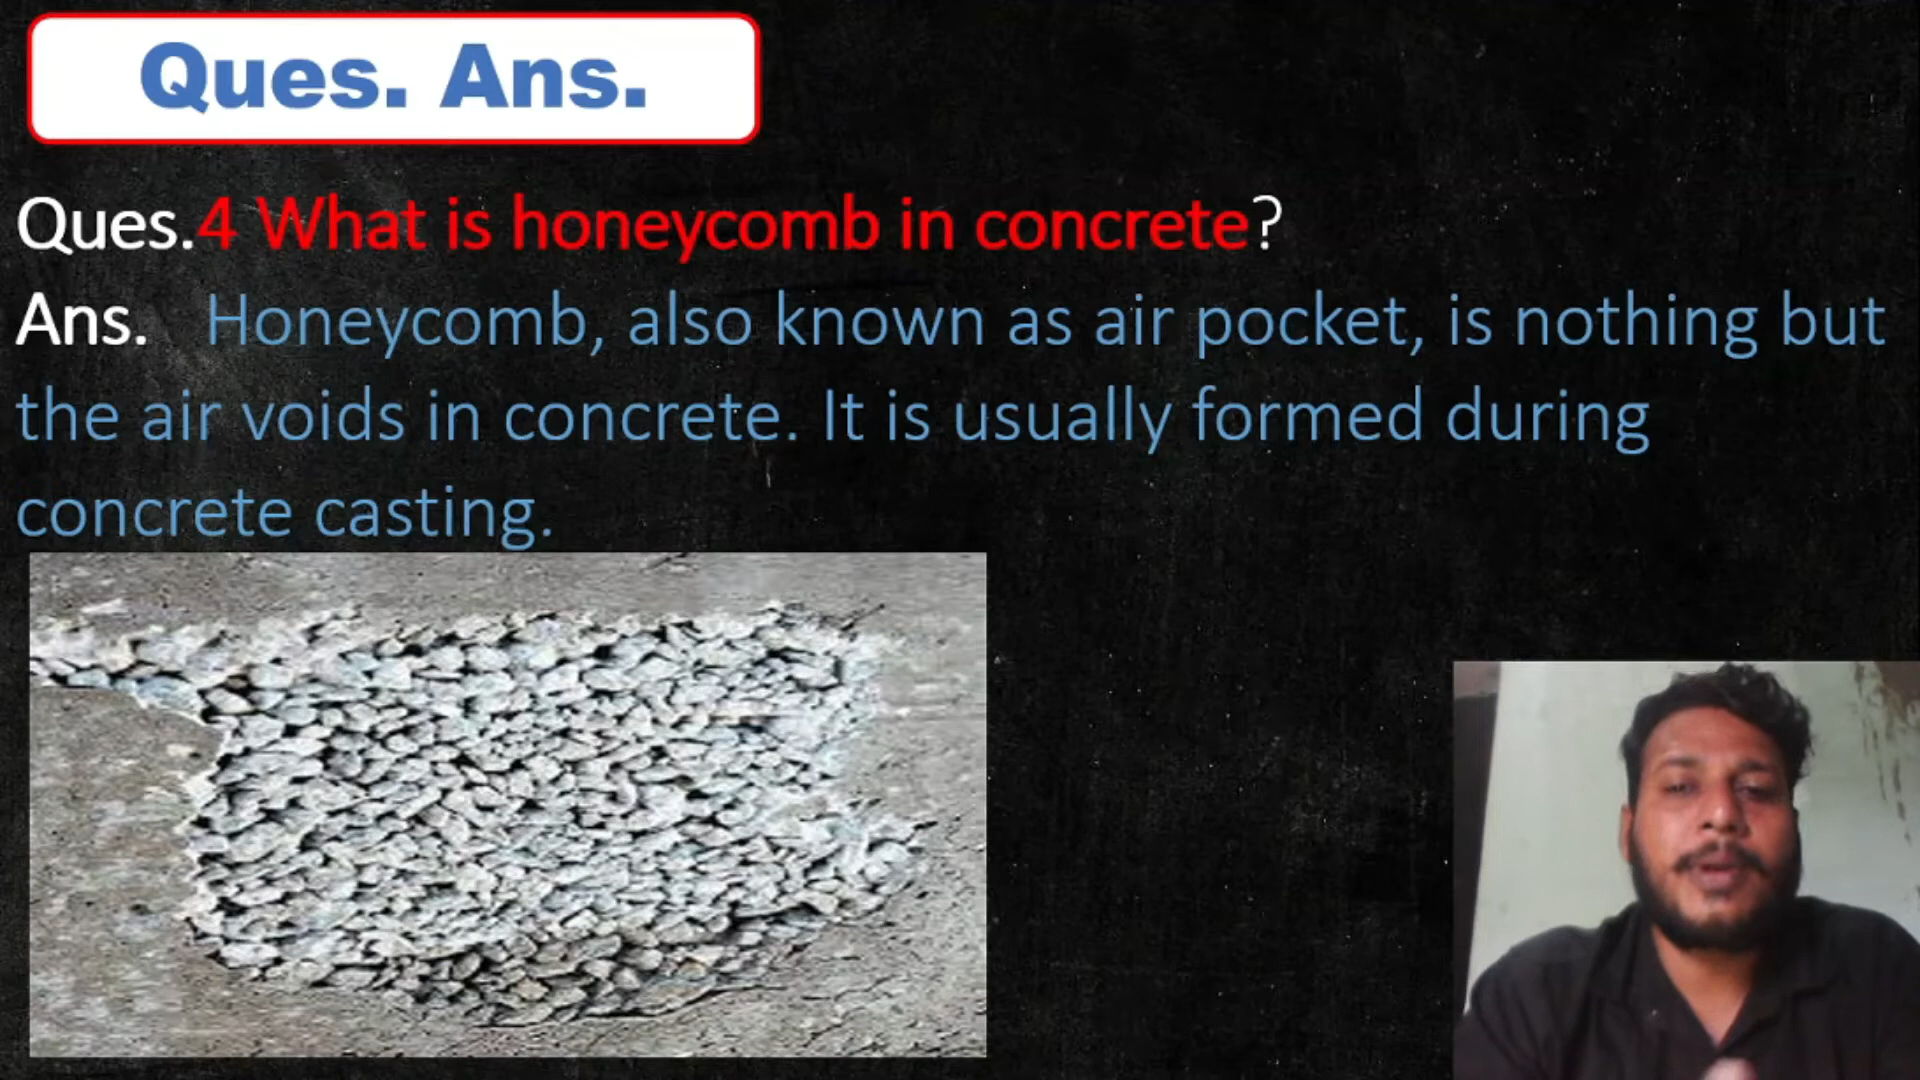 Ques. Ans.
Ques.4 What is honeycomb in concrete?
Ans. Honeycomb, also known as air pocket, is nothing but
the air voids in concrete. It is usually formed during
concrete casting.